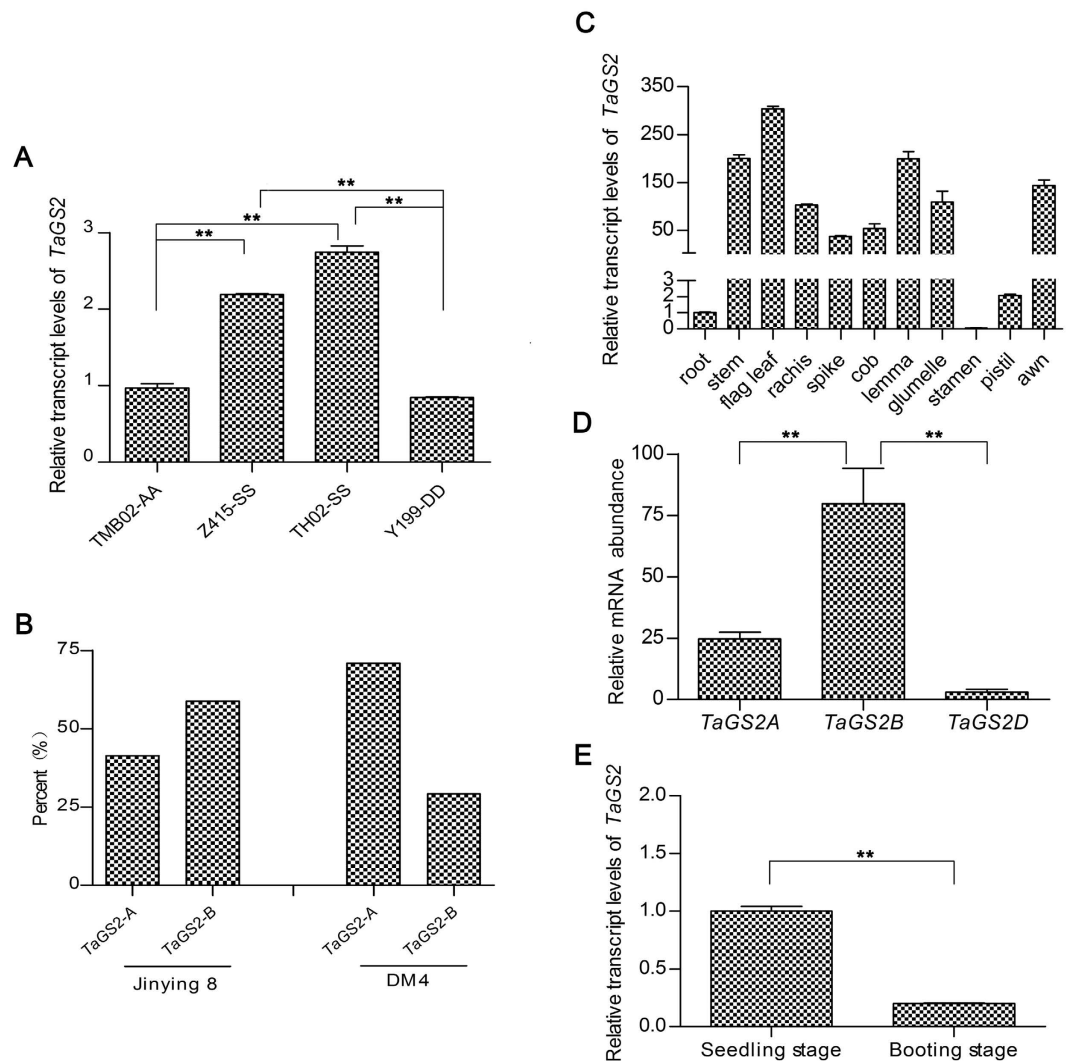 A
Relative transcript levels of TaGS2
3
2
1
0
**
**
**
**
TMB02-AA
Z415-SS
TH02-SS
Y199-DD
B
Percent (%)
75
50
25
0
TaGS2-A
TaGS2-B
TaGS2-A
TaGS2-B
Jinying 8
DM4
C
Relative transcript levels of TaGS2
350
250
150
50
3
2
1
0
root
stem
flag leaf
rachis
spike
cob
lemma
glumelle
stamen
pistil
awn
D
Relative mRNA abundance
100
75
50
25
0
**
**
TaGS2A
TaGS2B
TaGS2D
E
Relative transcript levels of TaGS2
2.0
1.5
1.0
0.5
0.0
**
Seedling stage
Booting stage